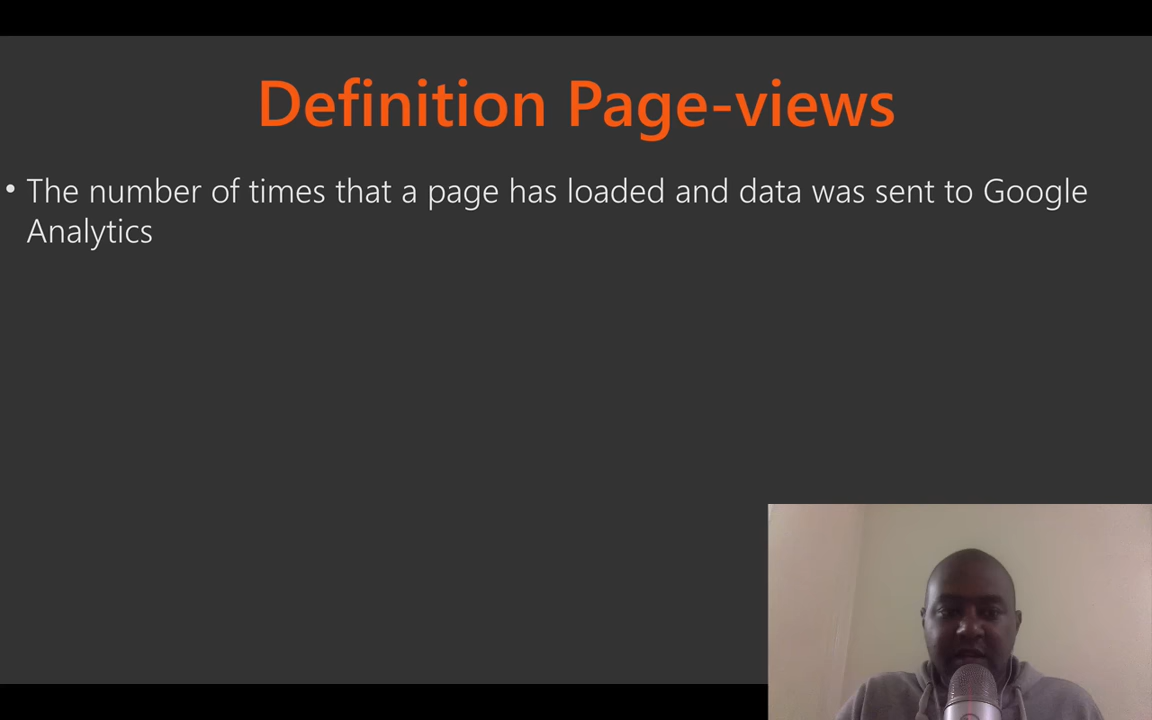 Definition Page-views
• The number of times that a page has loaded and data was sent to Google
Analytics